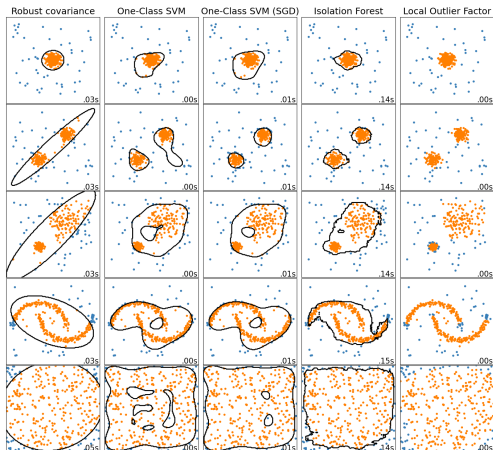 Robust covariance One-Class SVM One-Class SVM (SGD) Isolation Forest Local Outlier Factor
.03s .00s .01s .14s .00s
.03s .00s .01s .14s .00s
.03s .00s .01s .14s .00s
.03s .00s .01s .15s .00s
.03s .00s .01s .14s .00s